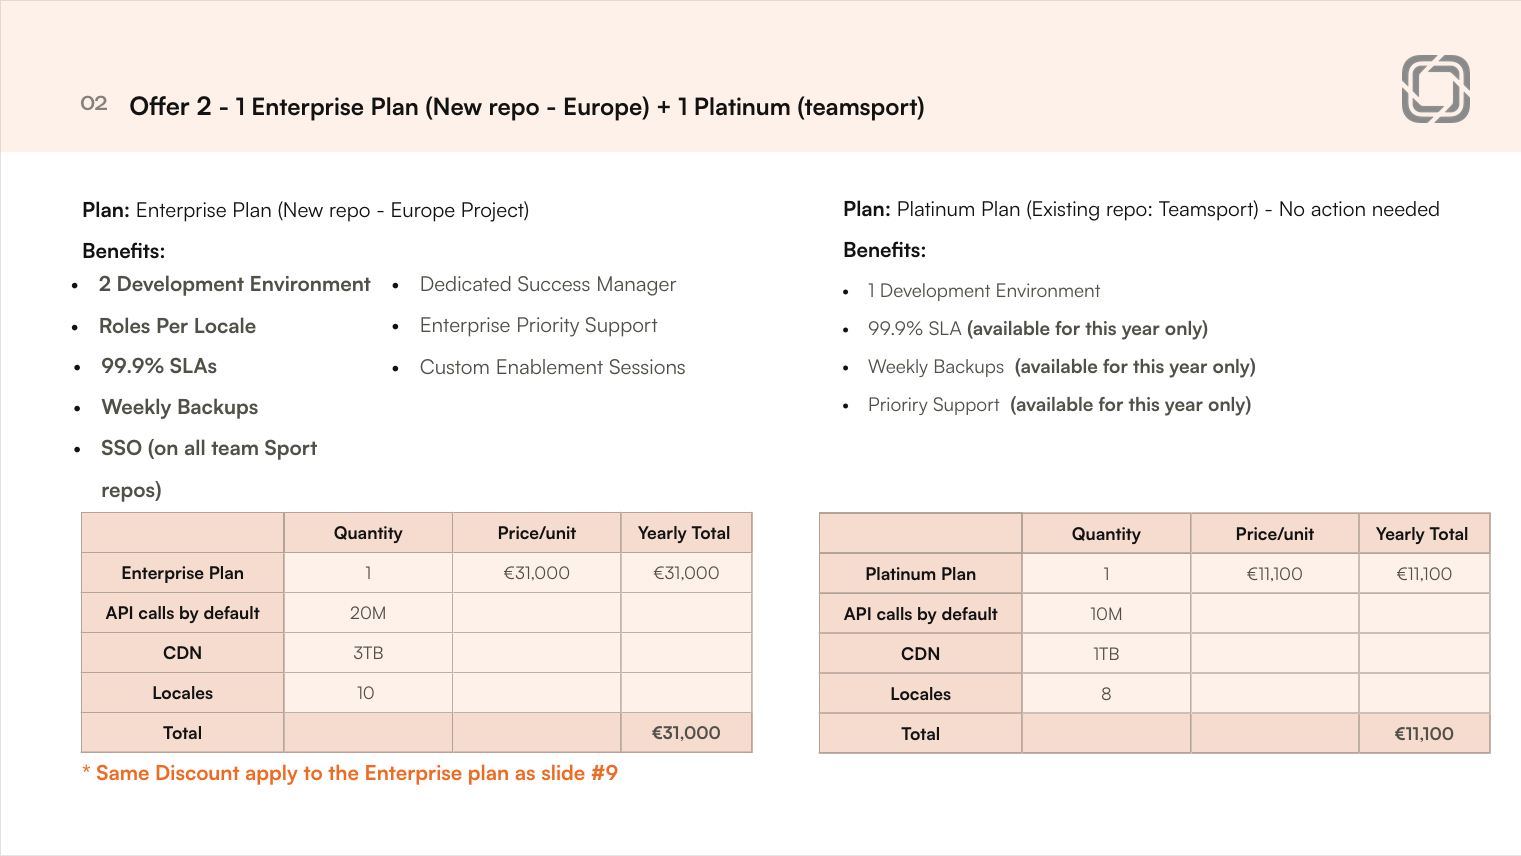 02 Offer 2 - 1 Enterprise Plan (New repo - Europe) + 1 Platinum (teamsport)
Plan: Enterprise Plan (New repo - Europe Project)
Benefits:
• 2 Development Environment
• Roles Per Locale
• 99.9% SLAs
• Weekly Backups
• SSO (on all team Sport
repos)
• Dedicated Success Manager
• Enterprise Priority Support
• Custom Enablement Sessions
Quantity Price/unit Yearly Total
Enterprise Plan 1 €31,000 €31,000
API calls by default 20M
CDN 3TB
Locales 10
Total €31,000
* Same Discount apply to the Enterprise plan as slide #9
Plan: Platinum Plan (Existing repo: Teamsport) - No action needed
Benefits:
• 1 Development Environment
• 99.9% SLA (available for this year only)
• Weekly Backups (available for this year only)
• Prioriry Support (available for this year only)
Quantity Price/unit Yearly Total
Platinum Plan 1 €11,100 €11,100
API calls by default 10M
CDN 1TB
Locales 8
Total €11,100